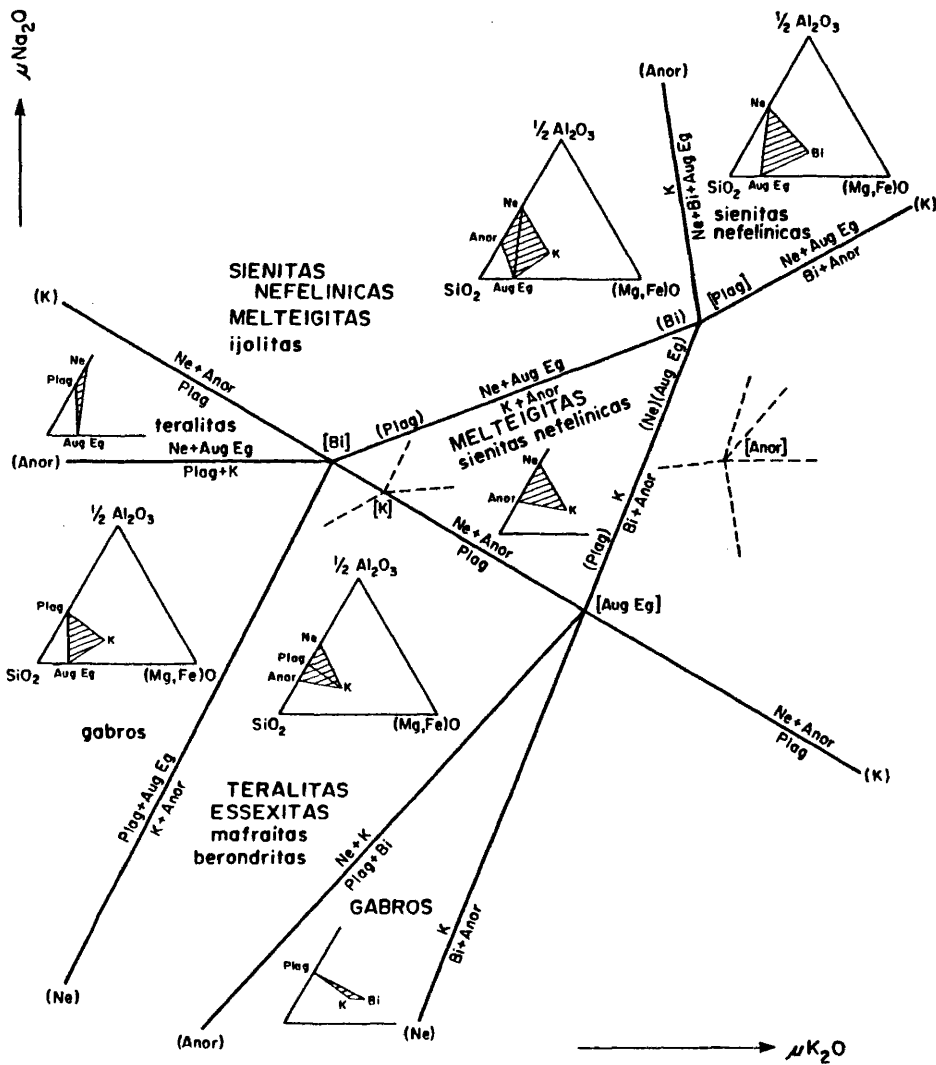 μNa₂O
½ Al₂O₃
Ne
Bi
SiO₂
Aug Eg
(Mg,Fe)O
sienitas
nefelínicas
(Anor)
K
Ne+Bi+Aug Eg
½ Al₂O₃
Ne
Anor
K
SiO₂
Aug Eg
(Mg,Fe)O
(K)
Ne+Aug Eg
Bi+Anor
[Plag]
SIENITAS
NEFELINICAS
MELTEIGITAS
ijolitas
(K)
Ne+Anor
Plag
Ne
Plag
Aug Eg
teralitas
(Anor)
Ne+Aug Eg
Plag+K
[Bi]
(Plag)
Ne+Aug Eg
K+Anor
(Bi)
MELTEIGITAS
sienitas nefelínicas
Ne
Anor
K
(Ne)(Aug Eg)
K
Bi+Anor
(Plag)
[Anor]
[K]
Ne+Anor
Plag
[Aug Eg]
½ Al₂O₃
Plag
K
SiO₂
Aug Eg
(Mg,Fe)O
gabros
½ Al₂O₃
Ne
Plag
Anor
K
SiO₂
(Mg,Fe)O
Ne+Anor
Plag
(K)
Plag+Aug Eg
K+Anor
(Ne)
TERALITAS
ESSEXITAS
mafraitas
berondritas
Ne+K
Plag+Bi
(Anor)
GABROS
Plag
K
Bi
K
Bi+Anor
(Ne)
μK₂O